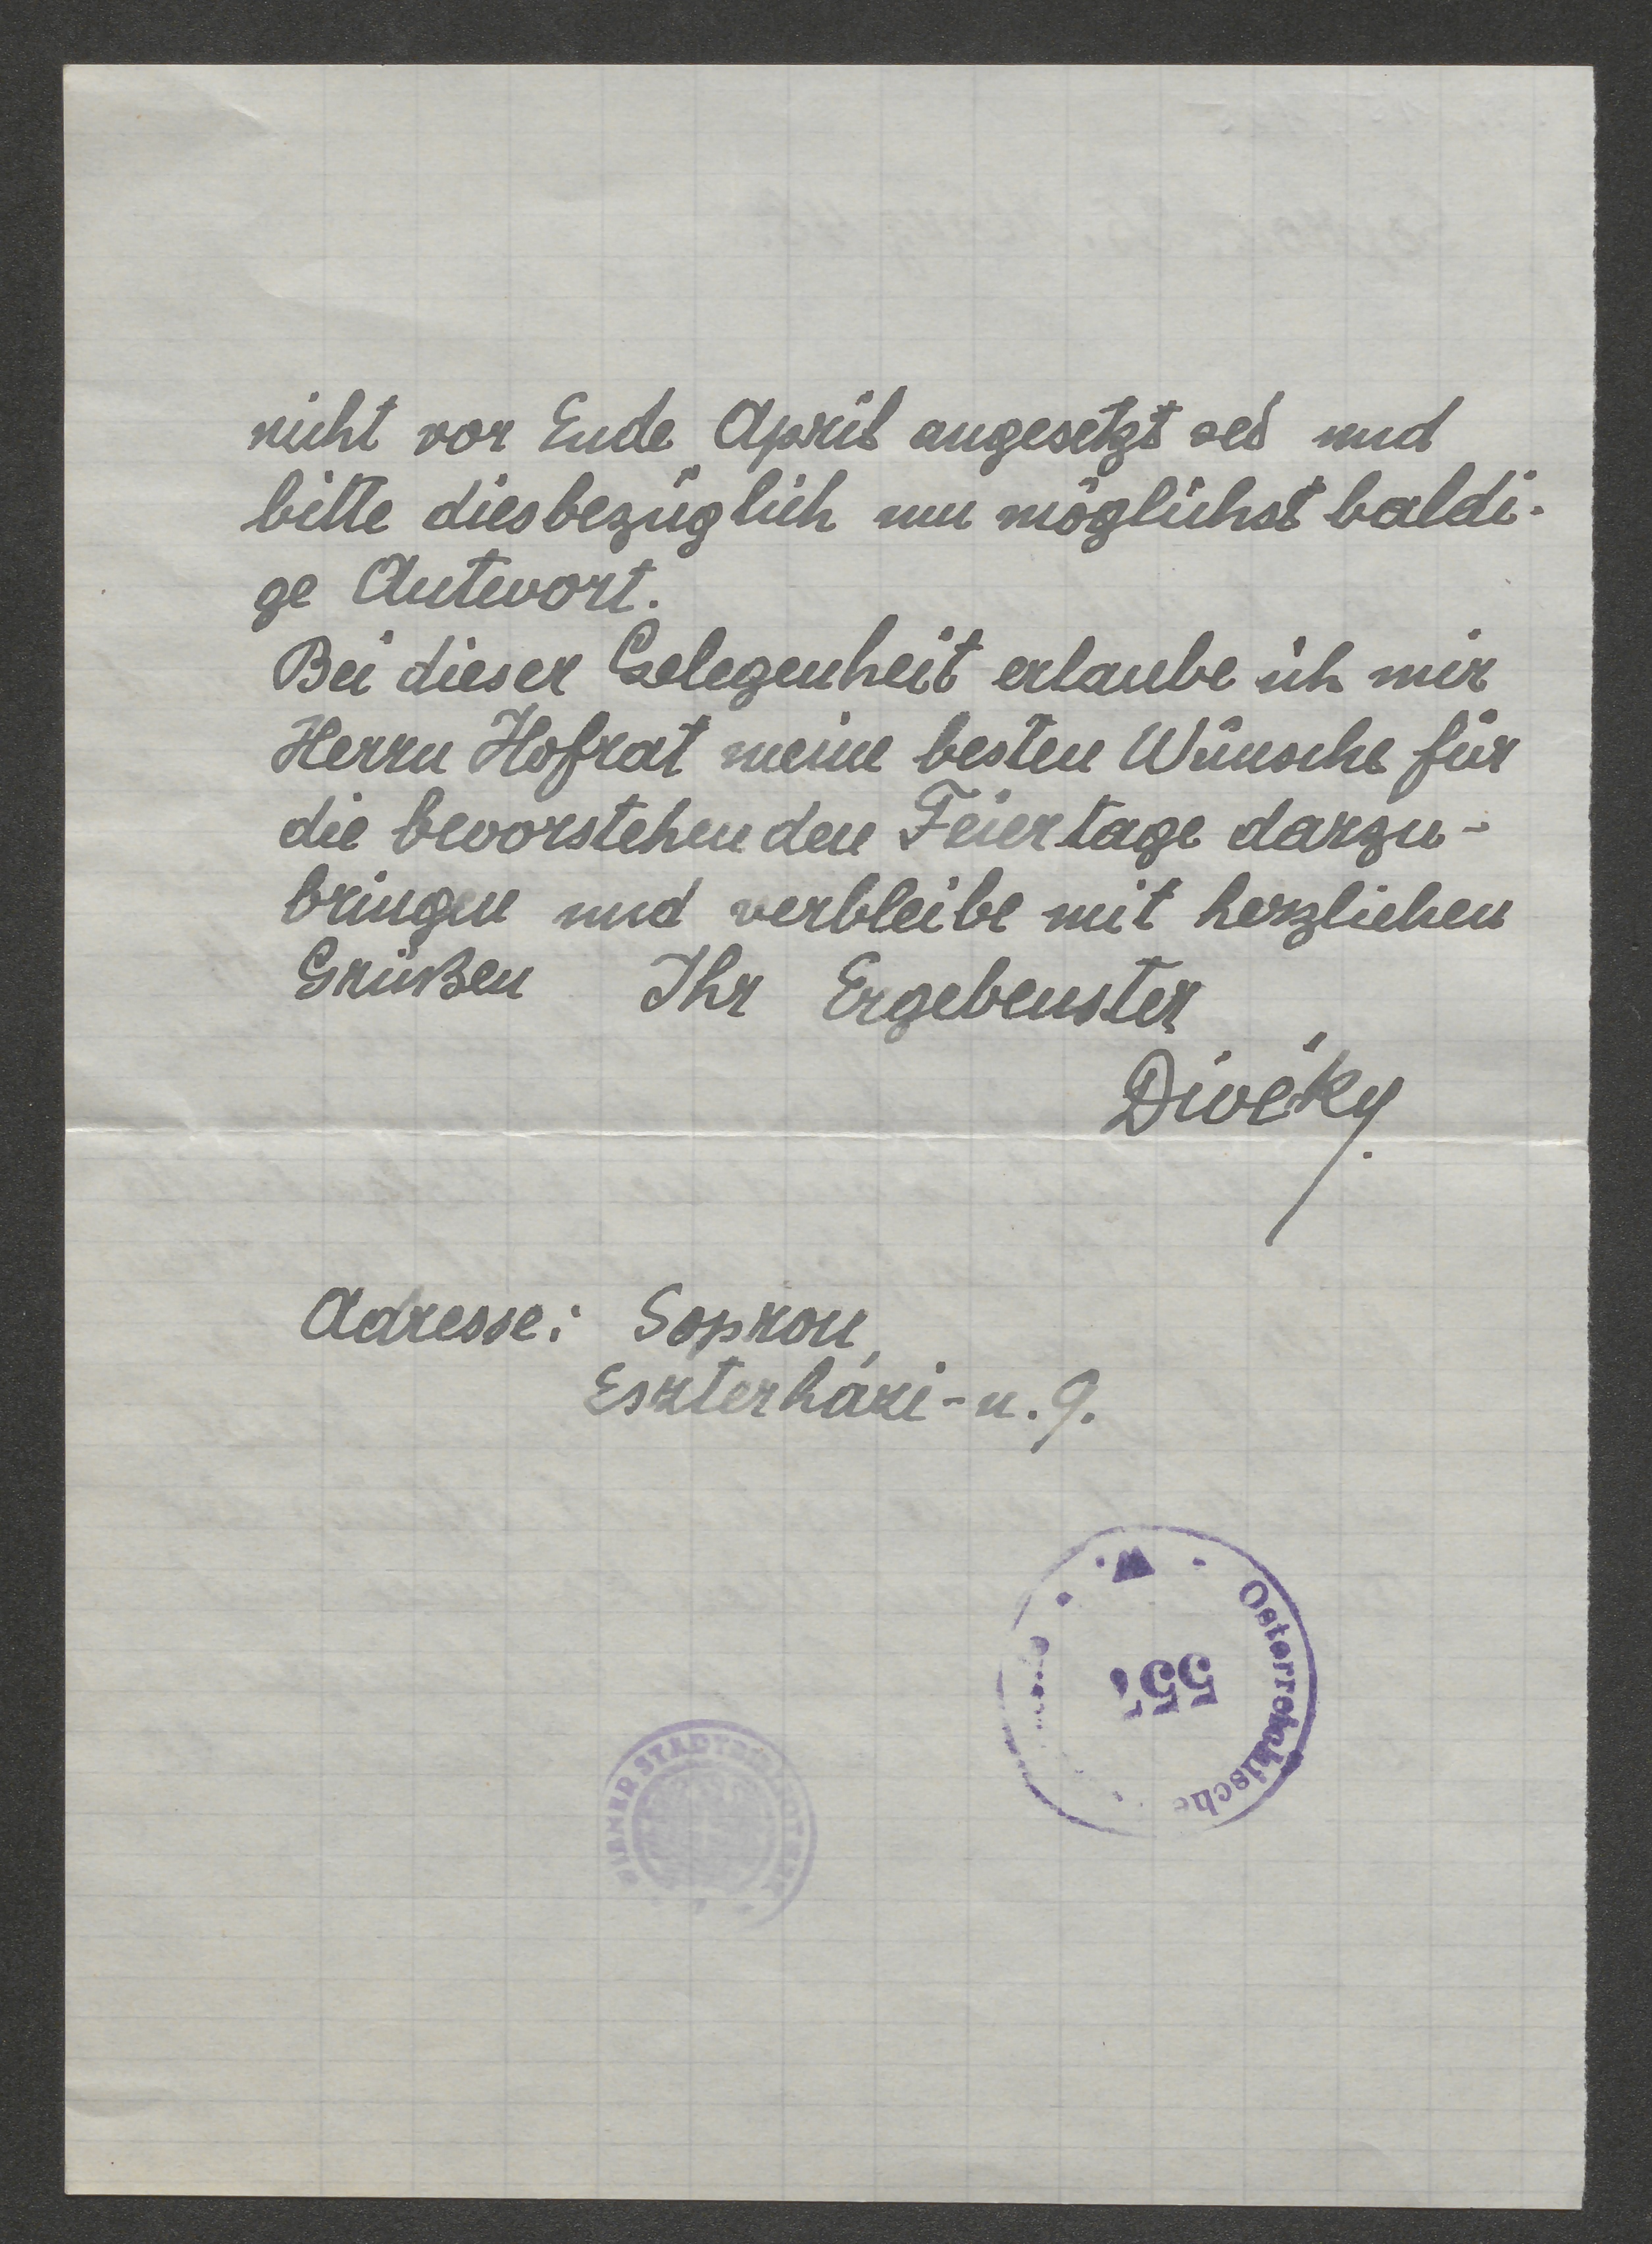 nicht vor Ende April angesetzt sei und
bitte diesbezüglich um möglichst baldi-
ge Antwort.
Bei dieser Gelegenheit erlaube ich mir
Herrn Hofrat meine besten Wünsche für
die bevorstehenden Feiertage darzu-
bringen und verbleibe mit herzlichen
Grüßen Ihr Ergebenster
Divéky
Adresse: Sopron,
Eszterházi-u. 9.
Österreichische
55
WIENER STADTBIBLIOTHEK